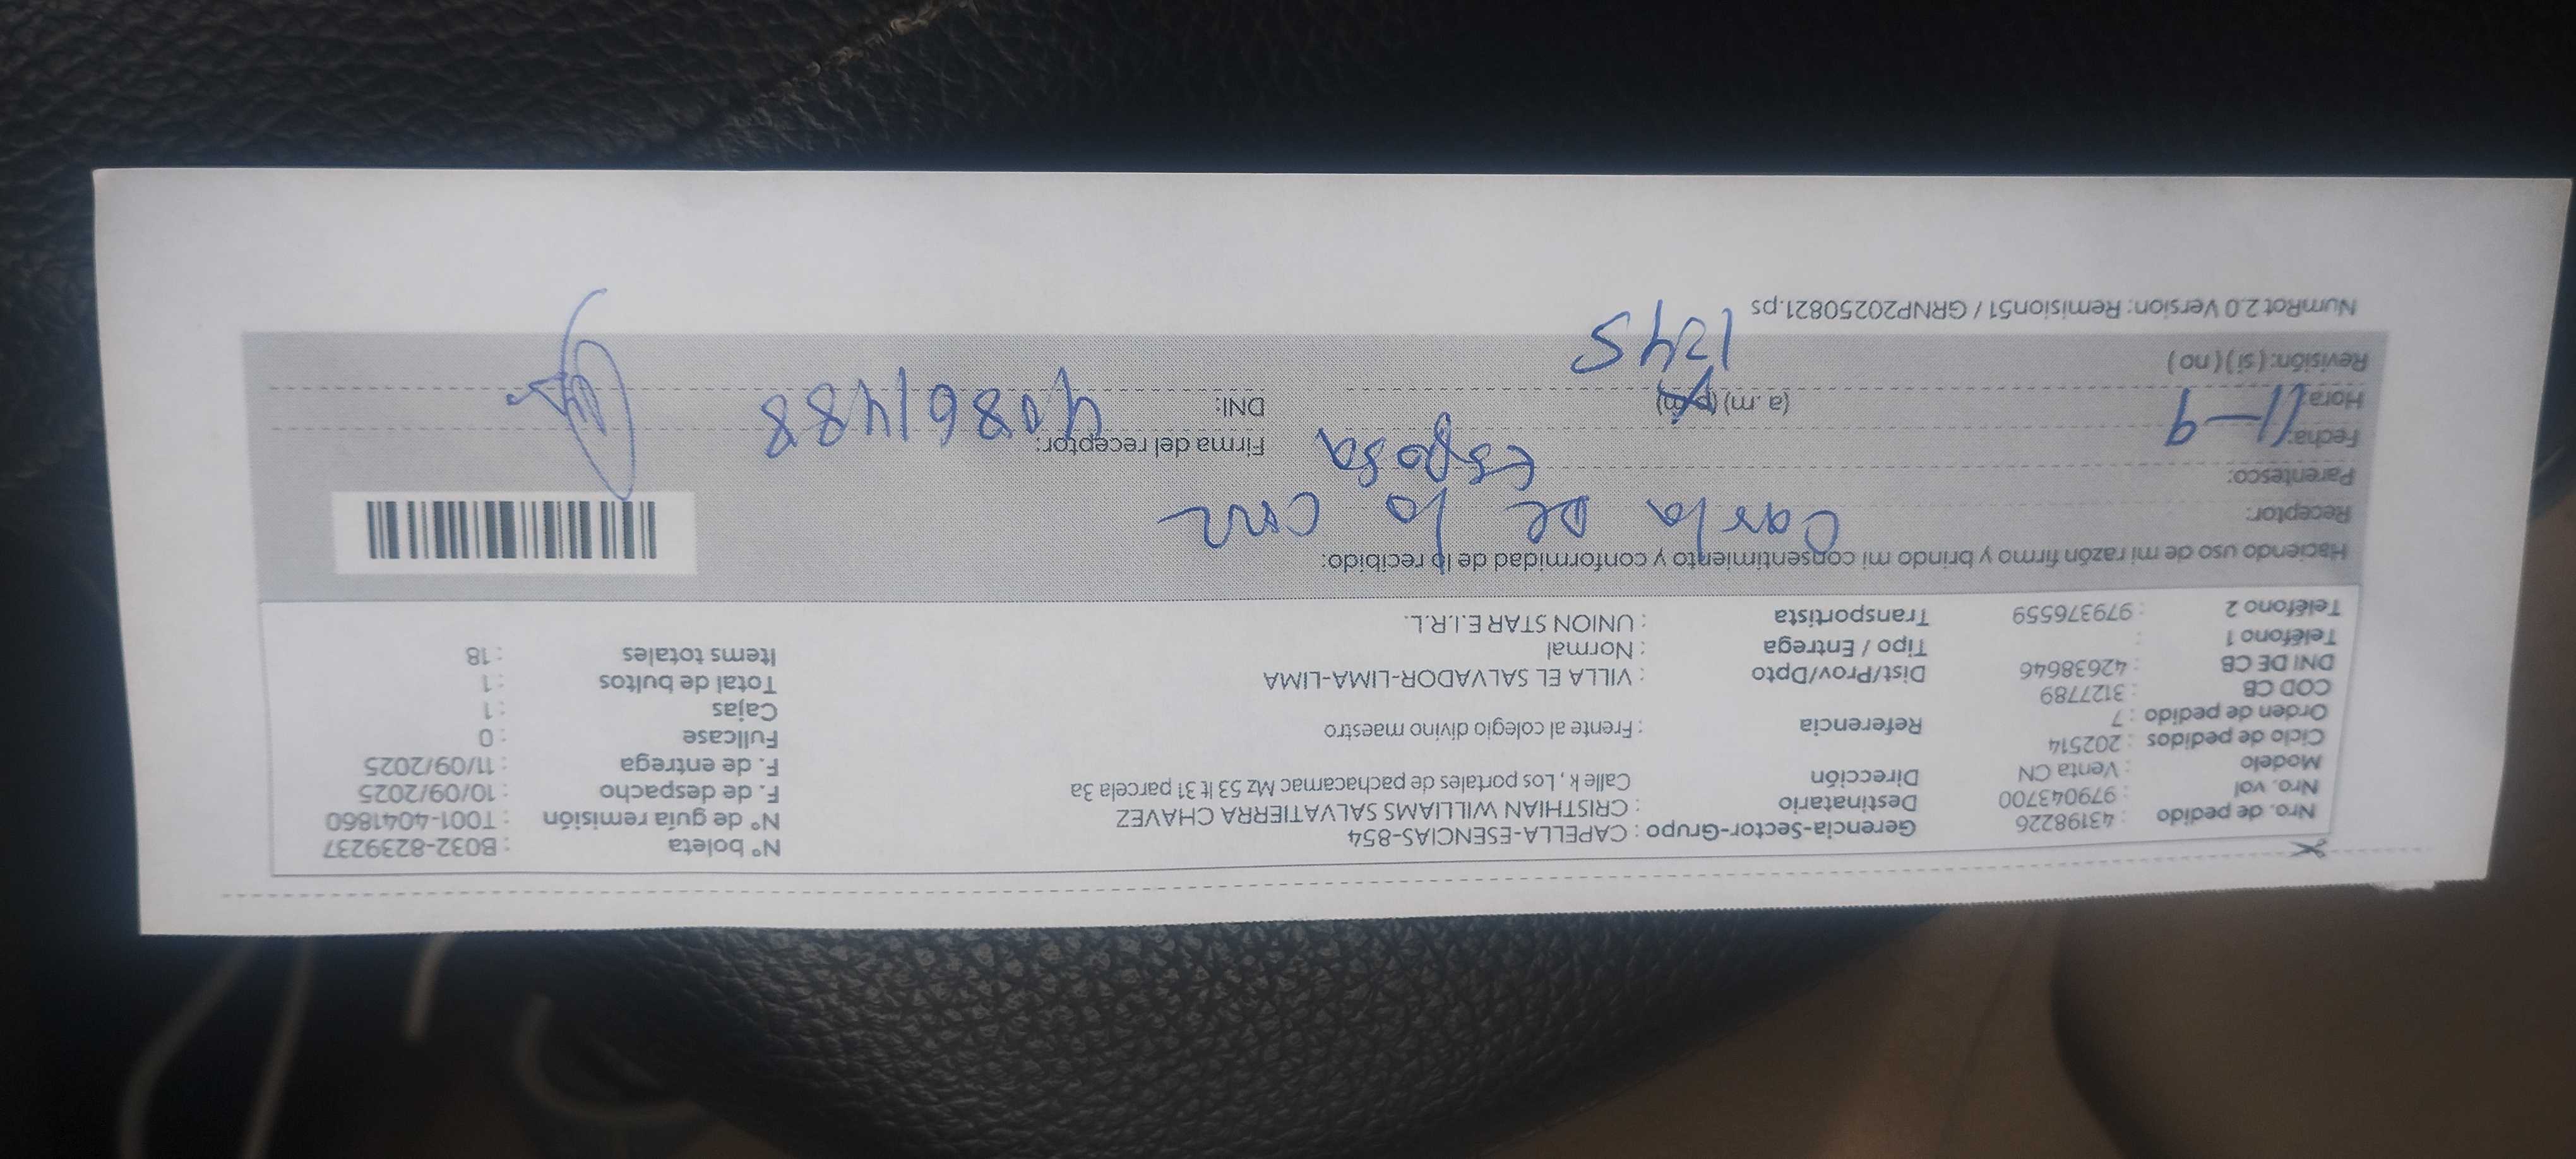 Nro. de pedido : 43198226 Gerencia-Sector-Grupo : CAPELLA-ESENCIAS-854 N° boleta : B032-8239237
Nro. vol : 979043700 Destinatario : CRISTHIAN WILLIAMS SALVATIERRA CHAVEZ N° de guía remisión : T001-4041860
Modelo : Venta CN Dirección Calle k , Los portales de pachacamac Mz 53 lt 31 parcela 3a F. de despacho : 10/09/2025
Ciclo de pedidos : 202514 F. de entrega : 11/09/2025
Orden de pedido : 7 Referencia : Frente al colegio divino maestro Fullcase : 0
COD CB : 3127789 Cajas : 1
DNI DE CB : 42638646 Dist/Prov/Dpto : VILLA EL SALVADOR-LIMA-LIMA Total de bultos : 1
Teléfono 1 : Tipo / Entrega : Normal Items totales : 18
Teléfono 2 : 979376559 Transportista : UNION STAR E.I.R.L.
Haciendo uso de mi razón firmo y brindo mi consentimiento y conformidad de lo recibido:
Receptor: Carla De la Cruz
Parentesco: Esposa
Fecha: 11-9 Firma del receptor:
Hora: (a .m) (p.m) 1245 DNI: 40861488
Revisión: ( si ) ( no )
NumRot 2.0 Version: Remision51 / GRNP20250821.ps